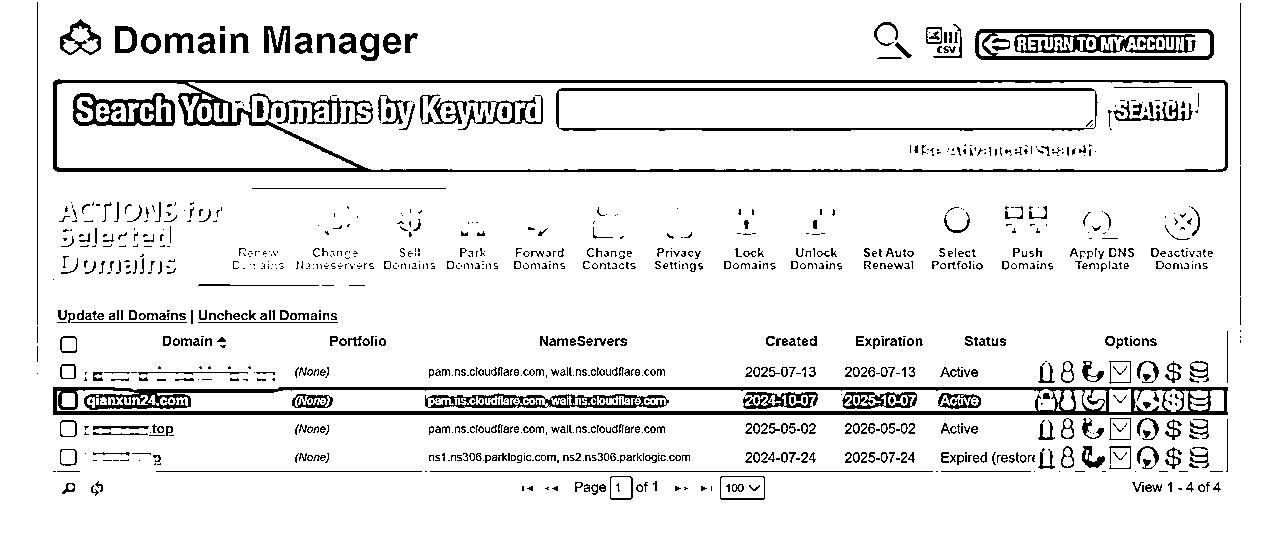 Domain Manager
CSV
RETURN TO MY ACCOUNT
Search Your Domains by Keyword
SEARCH
Use Advanced Search
ACTIONS for
Selected
Domains
Renew Domains
Change Nameservers
Sell Domains
Park Domains
Forward Domains
Change Contacts
Privacy Settings
Lock Domains
Unlock Domains
Set Auto Renewal
Select Portfolio
Push Domains
Apply DNS Template
Deactivate Domains
Update all Domains | Uncheck all Domains
Domain Portfolio NameServers Created Expiration Status Options
(None) pam.ns.cloudflare.com, walt.ns.cloudflare.com 2025-07-13 2026-07-13 Active
qianxun24.com (None) pam.ns.cloudflare.com, walt.ns.cloudflare.com 2024-10-07 2025-10-07 Active
.top (None) pam.ns.cloudflare.com, walt.ns.cloudflare.com 2025-05-02 2026-05-02 Active
(None) ns1.ns306.parklogic.com, ns2.ns306.parklogic.com 2024-07-24 2025-07-24 Expired (restore
Page 1 of 1 100 View 1 - 4 of 4